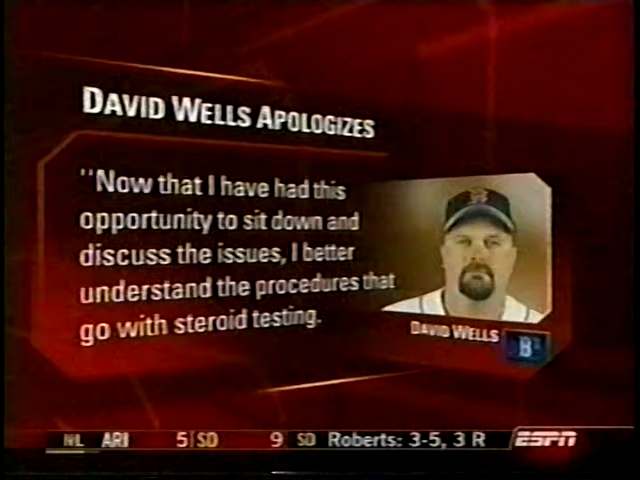 DAVID WELLS APOLOGIZES
"Now that I have had this
opportunity to sit down and
discuss the issues, I better
understand the procedures that
go with steroid testing.
DAVID WELLS
B
NL ARI 5 SD 9 SD Roberts: 3-5, 3 R ESPN